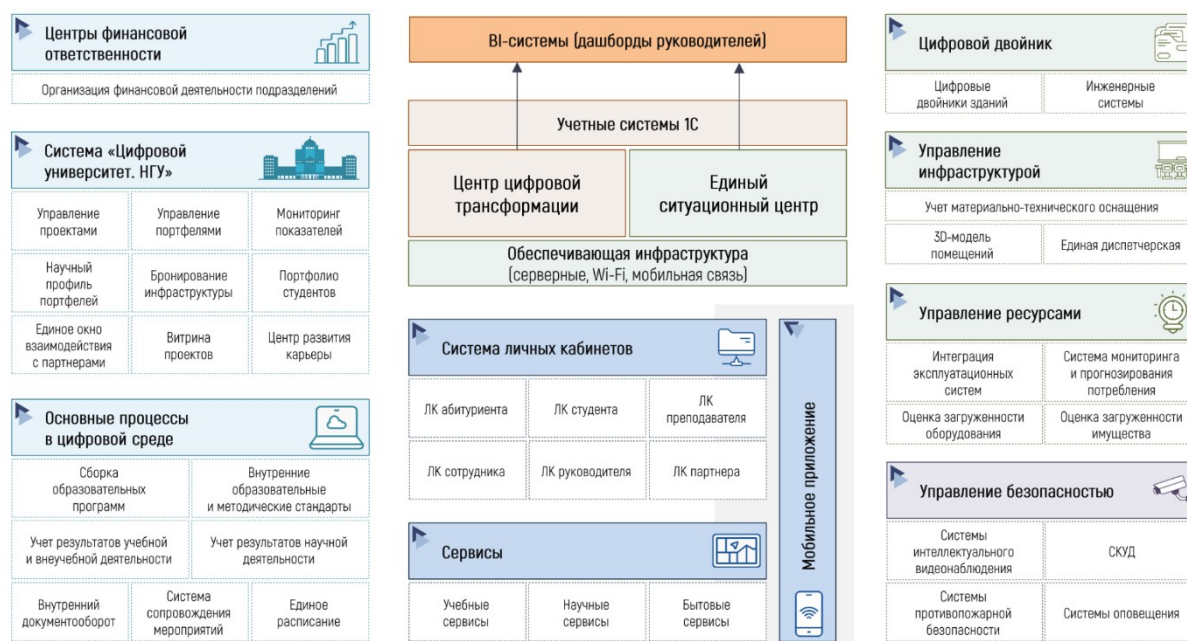 Центры финансовой
ответственности
Организация финансовой деятельности подразделений
Система «Цифровой
университет. НГУ»
Управление
проектами
Управление
портфелями
Мониторинг
показателей
Научный
профиль
портфелей
Бронирование
инфраструктуры
Портфолио
студентов
Единое окно
взаимодействия
с партнерами
Витрина
проектов
Центр развития
карьеры
Основные процессы
в цифровой среде
Сборка
образовательных
программ
Внутренние
образовательные
и методические стандарты
Учет результатов учебной
и внеучебной деятельности
Учет результатов научной
деятельности
Внутренний
документооборот
Система
сопровождения
мероприятий
Единое
расписание
BI-системы (дашборды руководителей)
Учетные системы 1С
Центр цифровой
трансформации
Единый
ситуационный центр
Обеспечивающая инфраструктура
(серверные, Wi-Fi, мобильная связь)
Система личных кабинетов
ЛК абитуриента
ЛК студента
ЛК
преподавателя
ЛК сотрудника
ЛК руководителя
ЛК партнера
Сервисы
Учебные
сервисы
Научные
сервисы
Бытовые
сервисы
Мобильное приложение
Цифровой двойник
Цифровые
двойники зданий
Инженерные
системы
Управление
инфраструктурой
Учет материально-технического оснащения
3D-модель
помещений
Единая диспетчерская
Управление ресурсами
Интеграция
эксплуатационных
систем
Система мониторинга
и прогнозирования
потребления
Оценка загруженности
оборудования
Оценка загруженности
имущества
Управление безопасностью
Системы
интеллектуального
видеонаблюдения
СКУД
Системы
противопожарной
безопасности
Системы оповещения